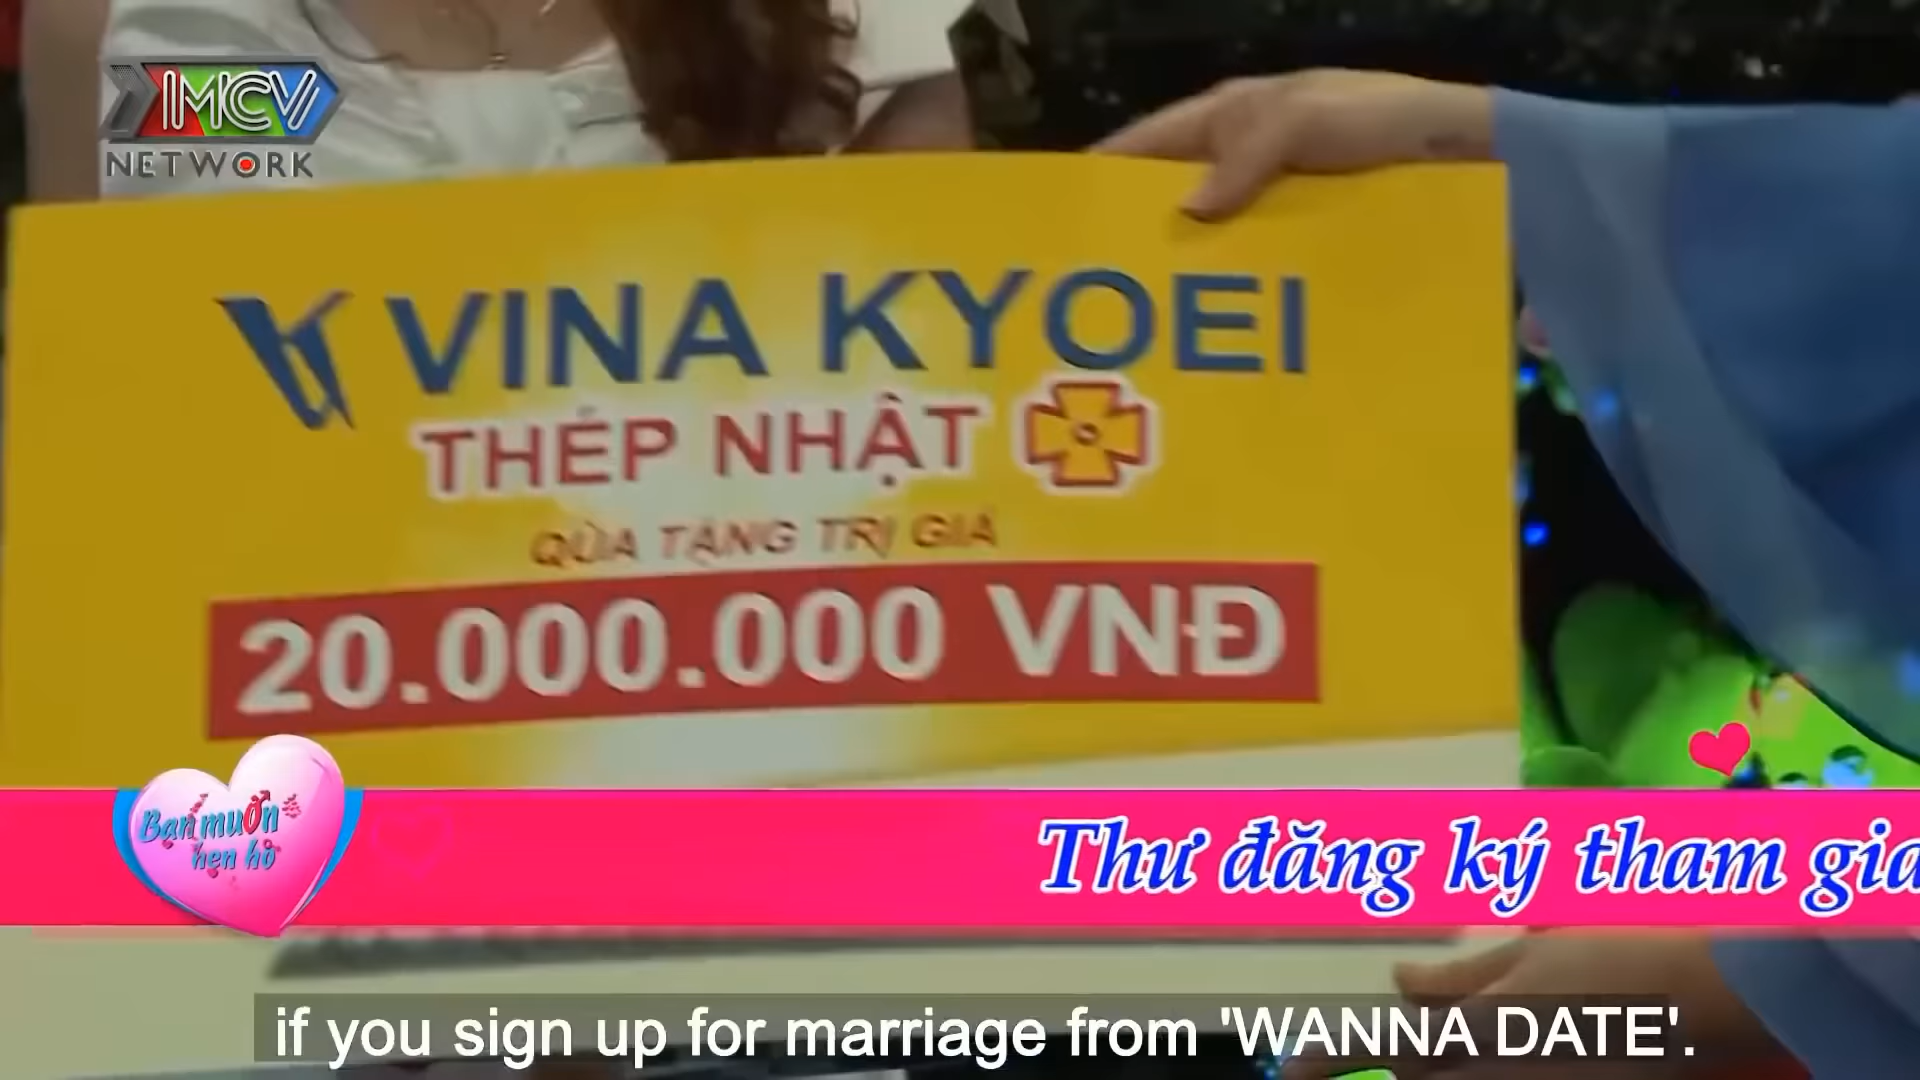 MCV
NETWORK
VINA KYOEI
THÉP NHẬT
QÙA TẶNG TRỊ GIÁ
20.000.000 VNĐ
Bạn muốn
hẹn hò
Thư đăng ký tham gia
if you sign up for marriage from 'WANNA DATE'.